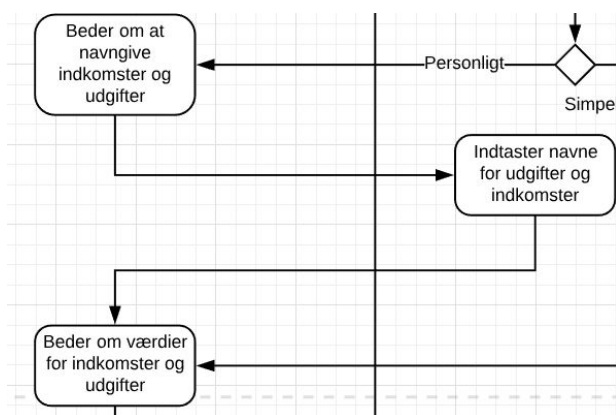 Beder om at
navngive
indkomster og
udgifter
Personligt
Simpe
Indtaster navne
for udgifter og
indkomster
Beder om værdier
for indkomster og
udgifter